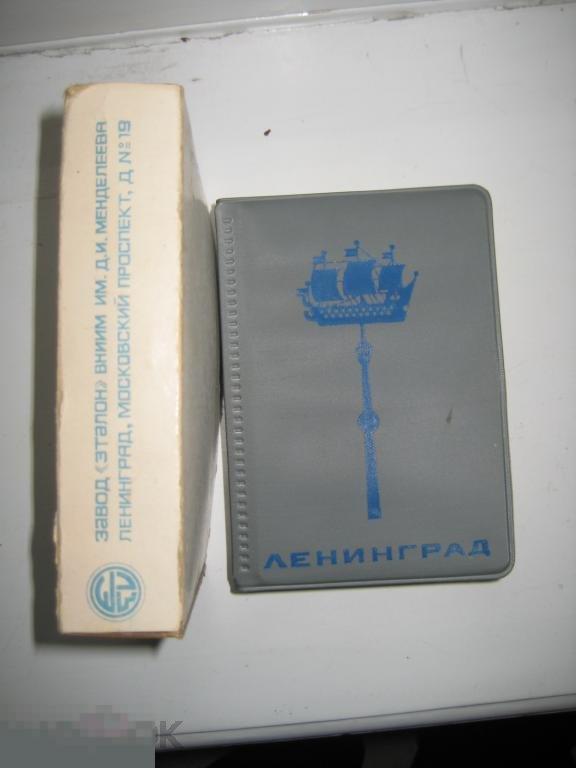 ЗАВОД «ЭТАЛОН» ВНИИМ ИМ. Д.И. МЕНДЕЛЕЕВА
ЛЕНИНГРАД, МОСКОВСКИЙ ПРОСПЕКТ, Д. №19
ЛЕНИНГРАД